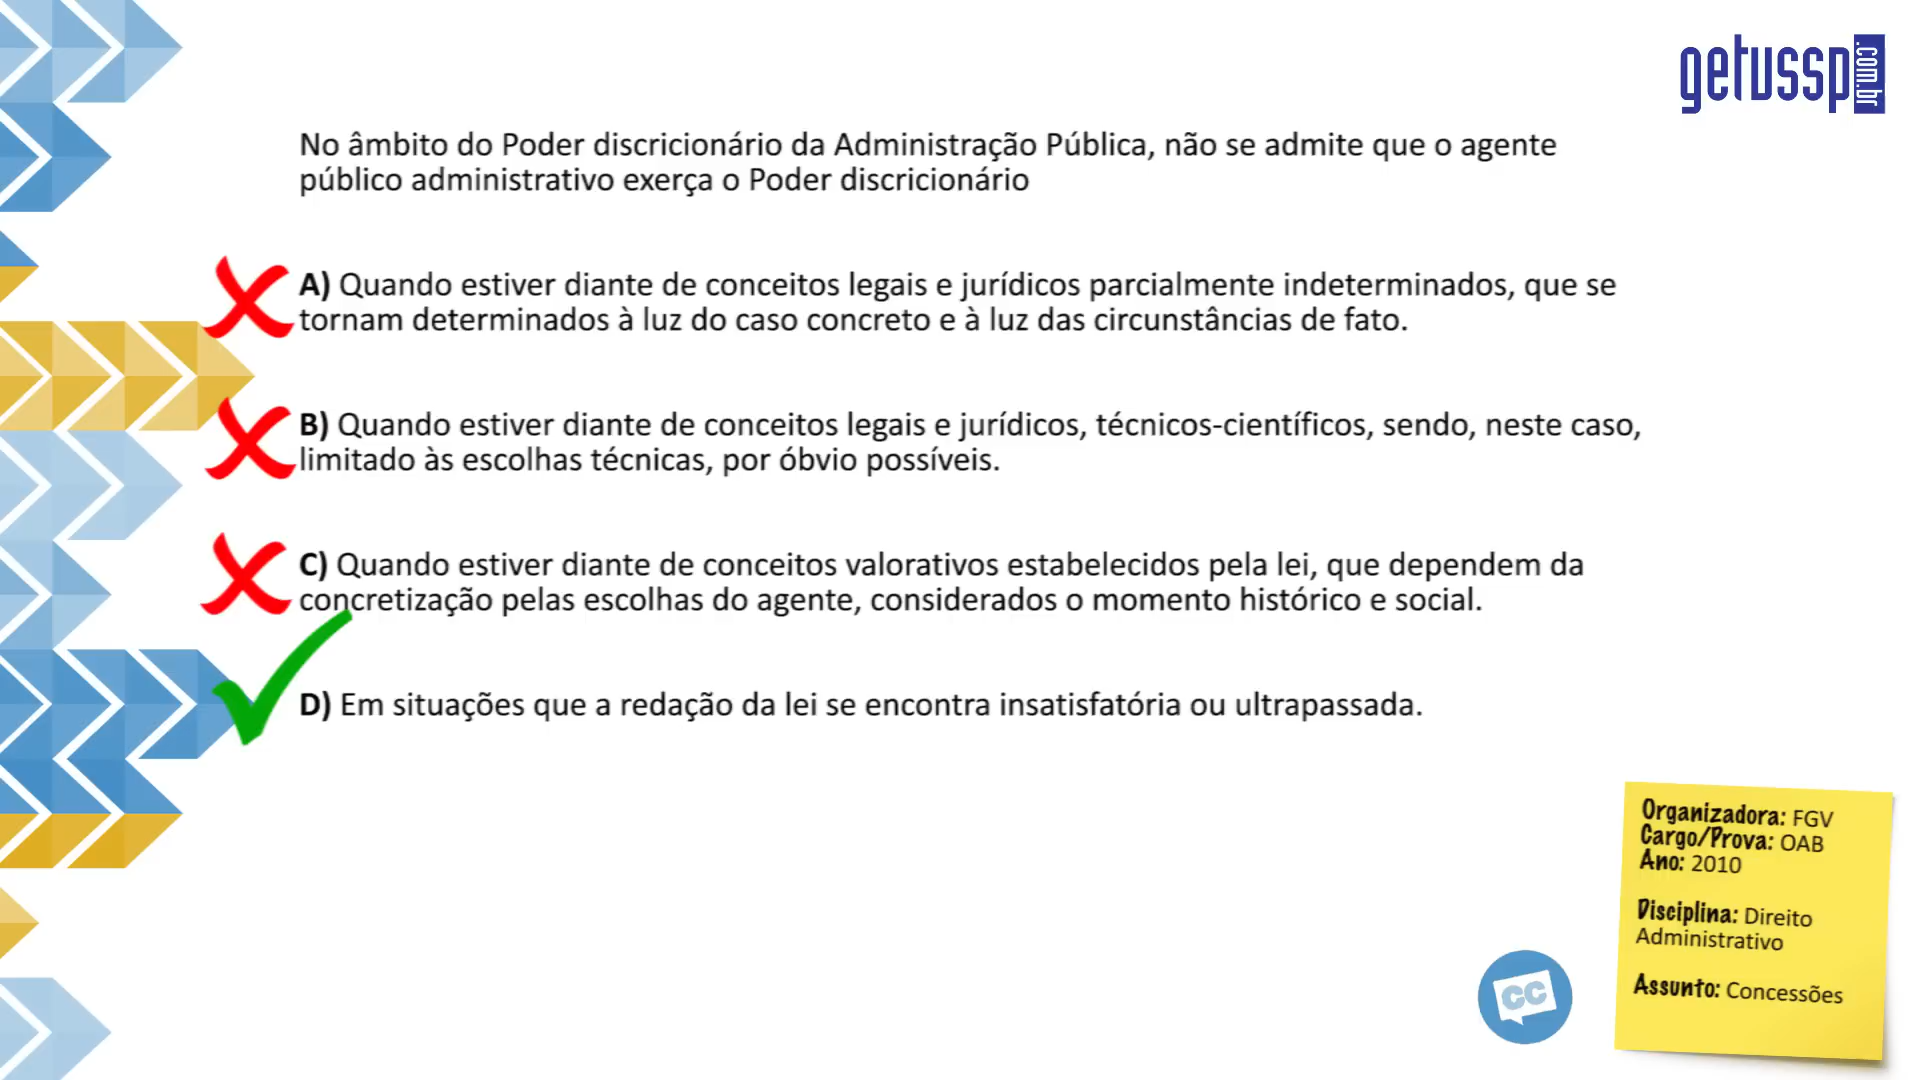 getussp.com.br
No âmbito do Poder discricionário da Administração Pública, não se admite que o agente
público administrativo exerça o Poder discricionário
A) Quando estiver diante de conceitos legais e jurídicos parcialmente indeterminados, que se
tornam determinados à luz do caso concreto e à luz das circunstâncias de fato.
B) Quando estiver diante de conceitos legais e jurídicos, técnicos-científicos, sendo, neste caso,
limitado às escolhas técnicas, por óbvio possíveis.
C) Quando estiver diante de conceitos valorativos estabelecidos pela lei, que dependem da
concretização pelas escolhas do agente, considerados o momento histórico e social.
D) Em situações que a redação da lei se encontra insatisfatória ou ultrapassada.
Organizadora: FGV
Cargo/Prova: OAB
Ano: 2010
Disciplina: Direito
Administrativo
Assunto: Concessões
CC